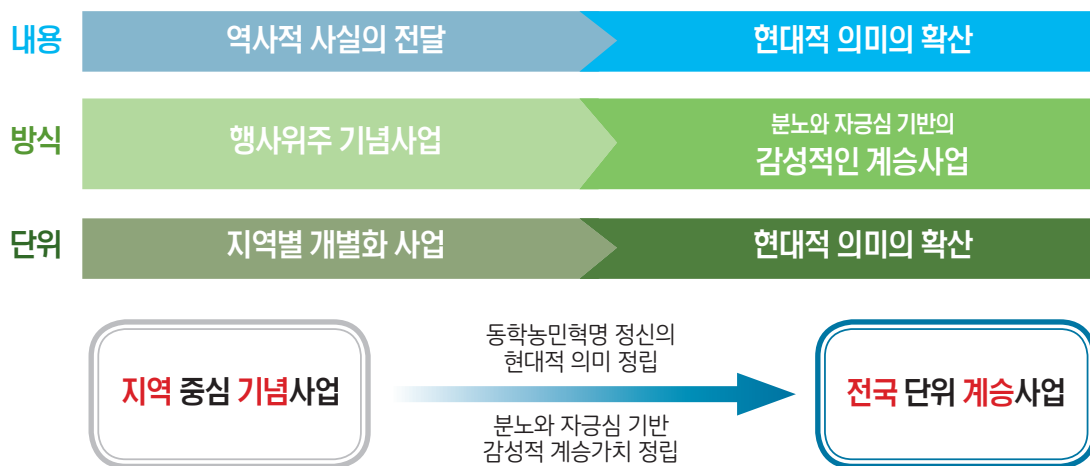 내용
역사적 사실의 전달
현대적 의미의 확산
방식
행사위주 기념사업
분노와 자긍심 기반의
감성적인 계승사업
단위
지역별 개별화 사업
현대적 의미의 확산
지역 중심 기념사업
동학농민혁명 정신의
현대적 의미 정립
분노와 자긍심 기반
감성적 계승가치 정립
전국 단위 계승사업